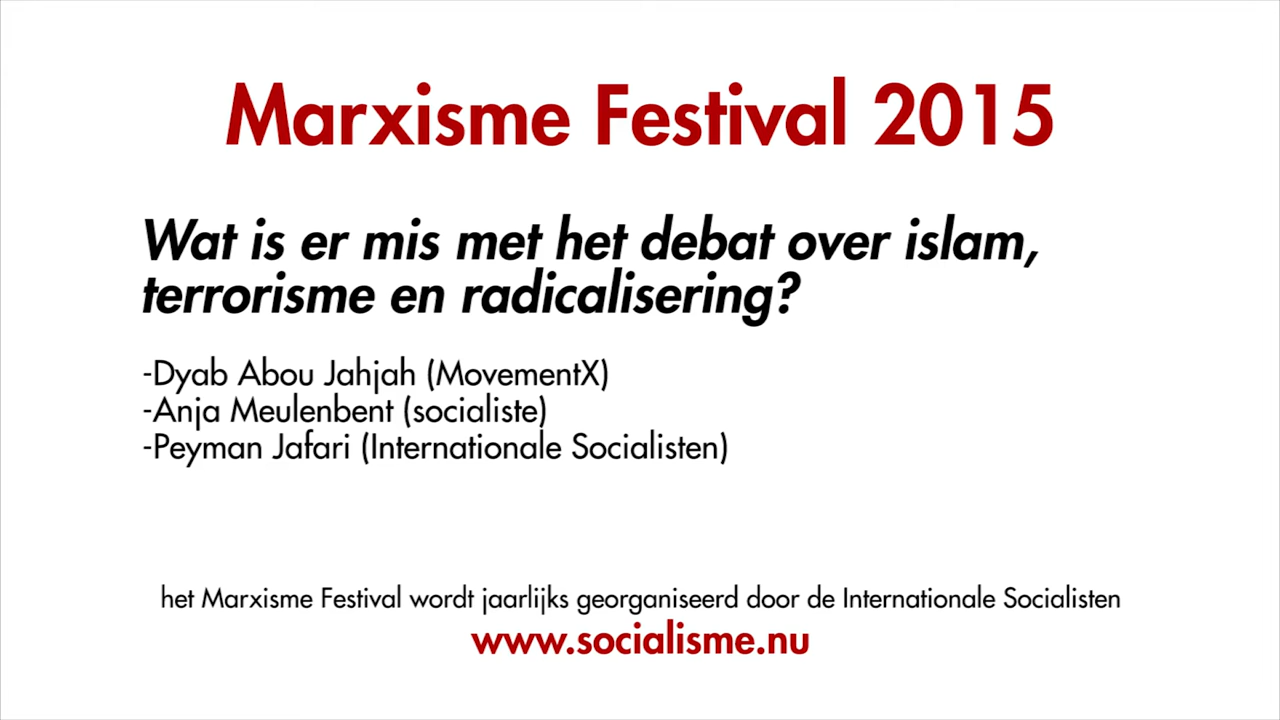 Marxisme Festival 2015
Wat is er mis met het debat over islam,
terrorisme en radicalisering?
-Dyab Abou Jahjah (MovementX)
-Anja Meulenbent (socialiste)
-Peyman Jafari (Internationale Socialisten)
het Marxisme Festival wordt jaarlijks georganiseerd door de Internationale Socialisten
www.socialisme.nu